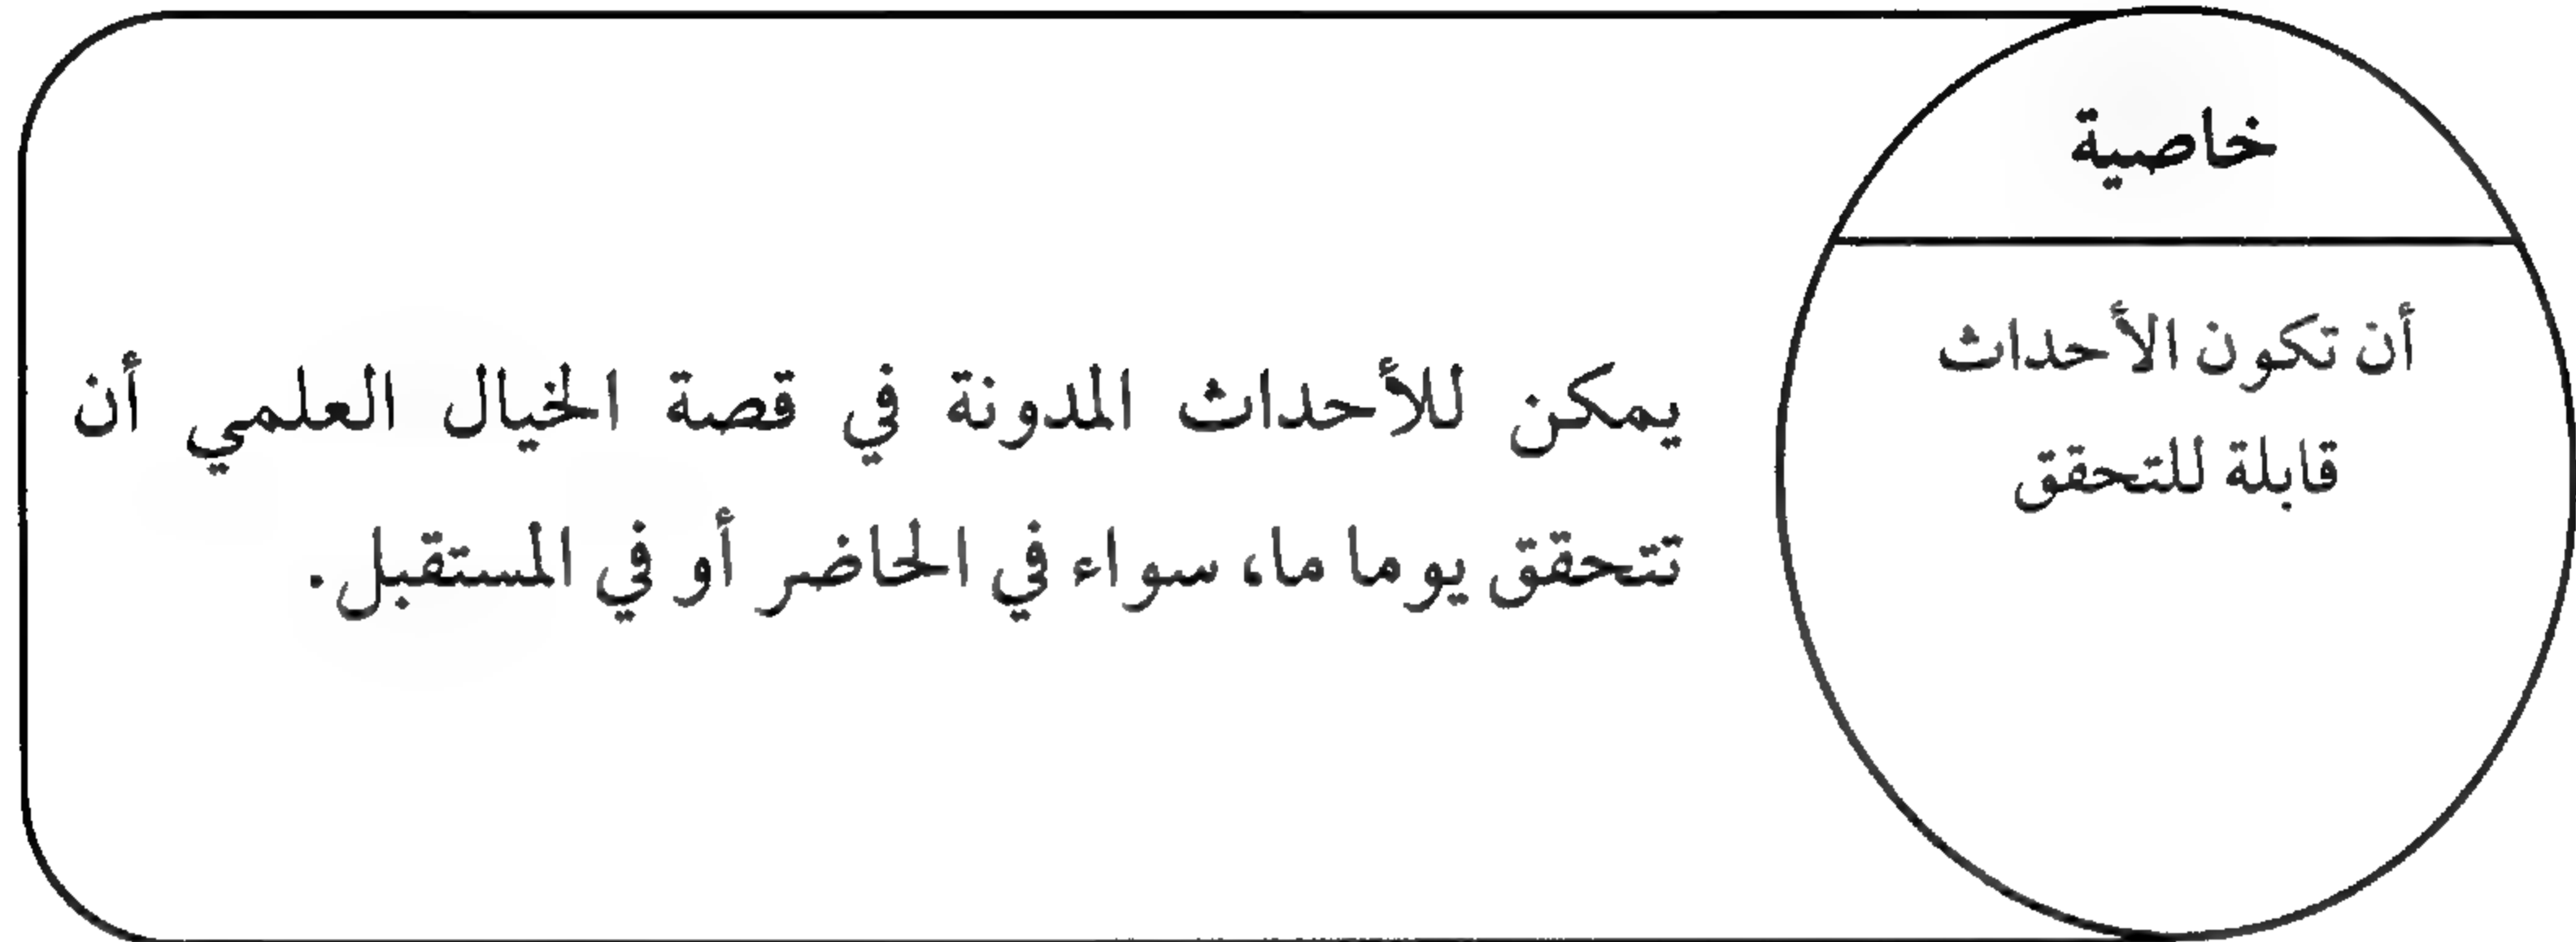 خاصية
أن تكون الأحداث
قابلة للتحقق
يمكن للأحداث المدونة في قصة الخيال العلمي أن
تتحقق يوما ما، سواء في الحاضر أو في المستقبل.